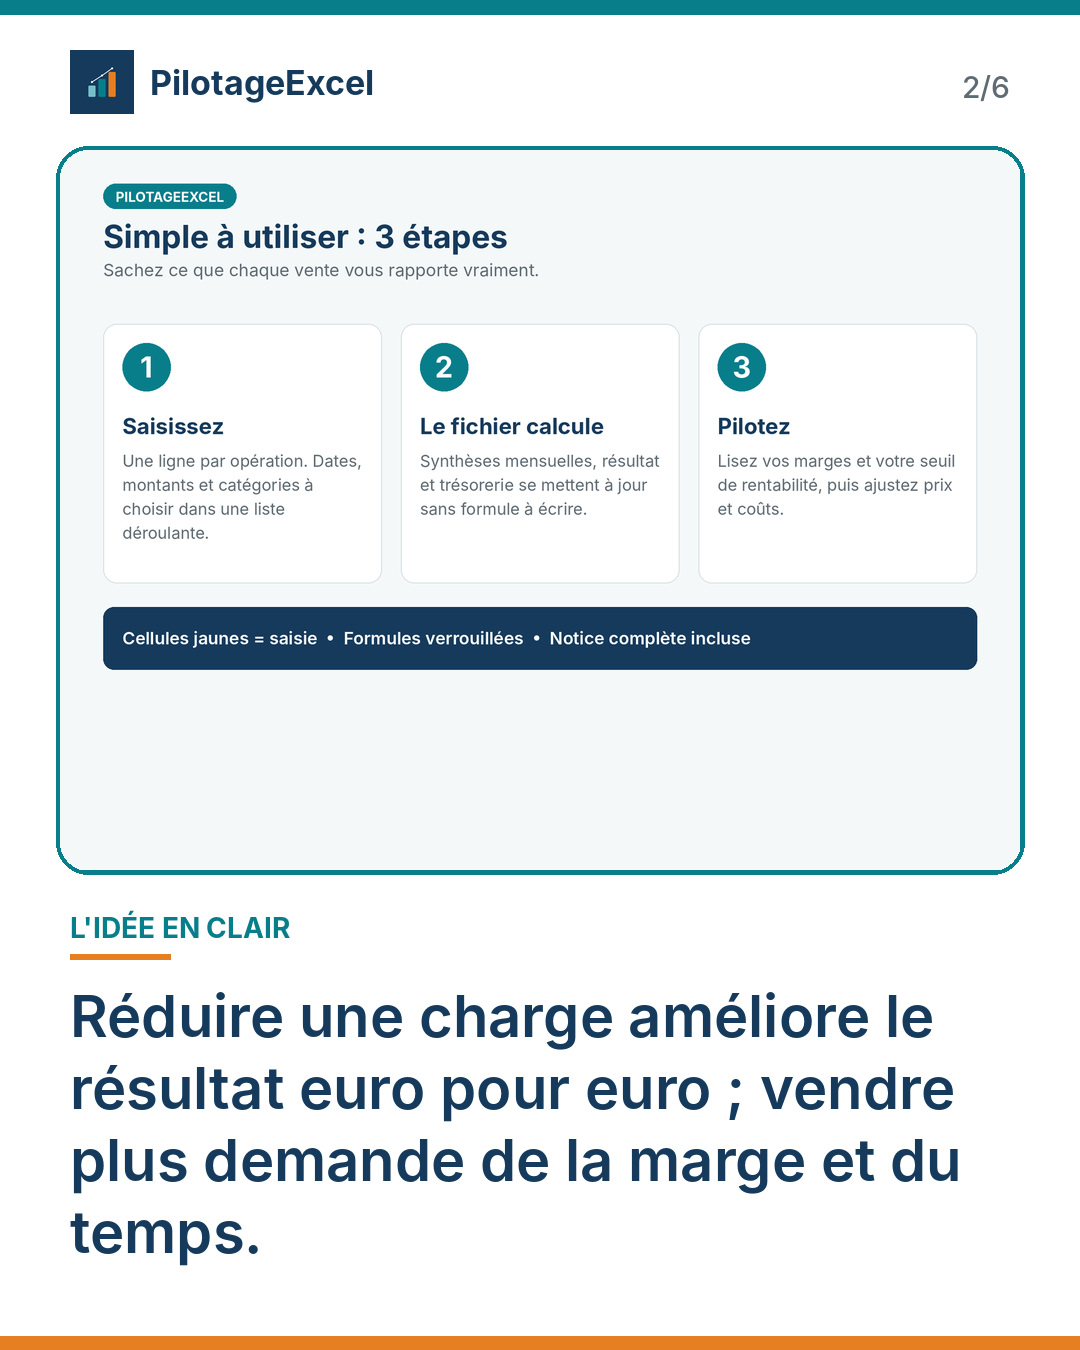 PilotageExcel
2/6
PILOTAGEEXCEL
Simple à utiliser : 3 étapes
Sachez ce que chaque vente vous rapporte vraiment.
1
Saisissez
Une ligne par opération. Dates,
montants et catégories à
choisir dans une liste
déroulante.
2
Le fichier calcule
Synthèses mensuelles, résultat
et trésorerie se mettent à jour
sans formule à écrire.
3
Pilotez
Lisez vos marges et votre seuil
de rentabilité, puis ajustez prix
et coûts.
Cellules jaunes = saisie • Formules verrouillées • Notice complète incluse
L'IDÉE EN CLAIR
Réduire une charge améliore le
résultat euro pour euro ; vendre
plus demande de la marge et du
temps.